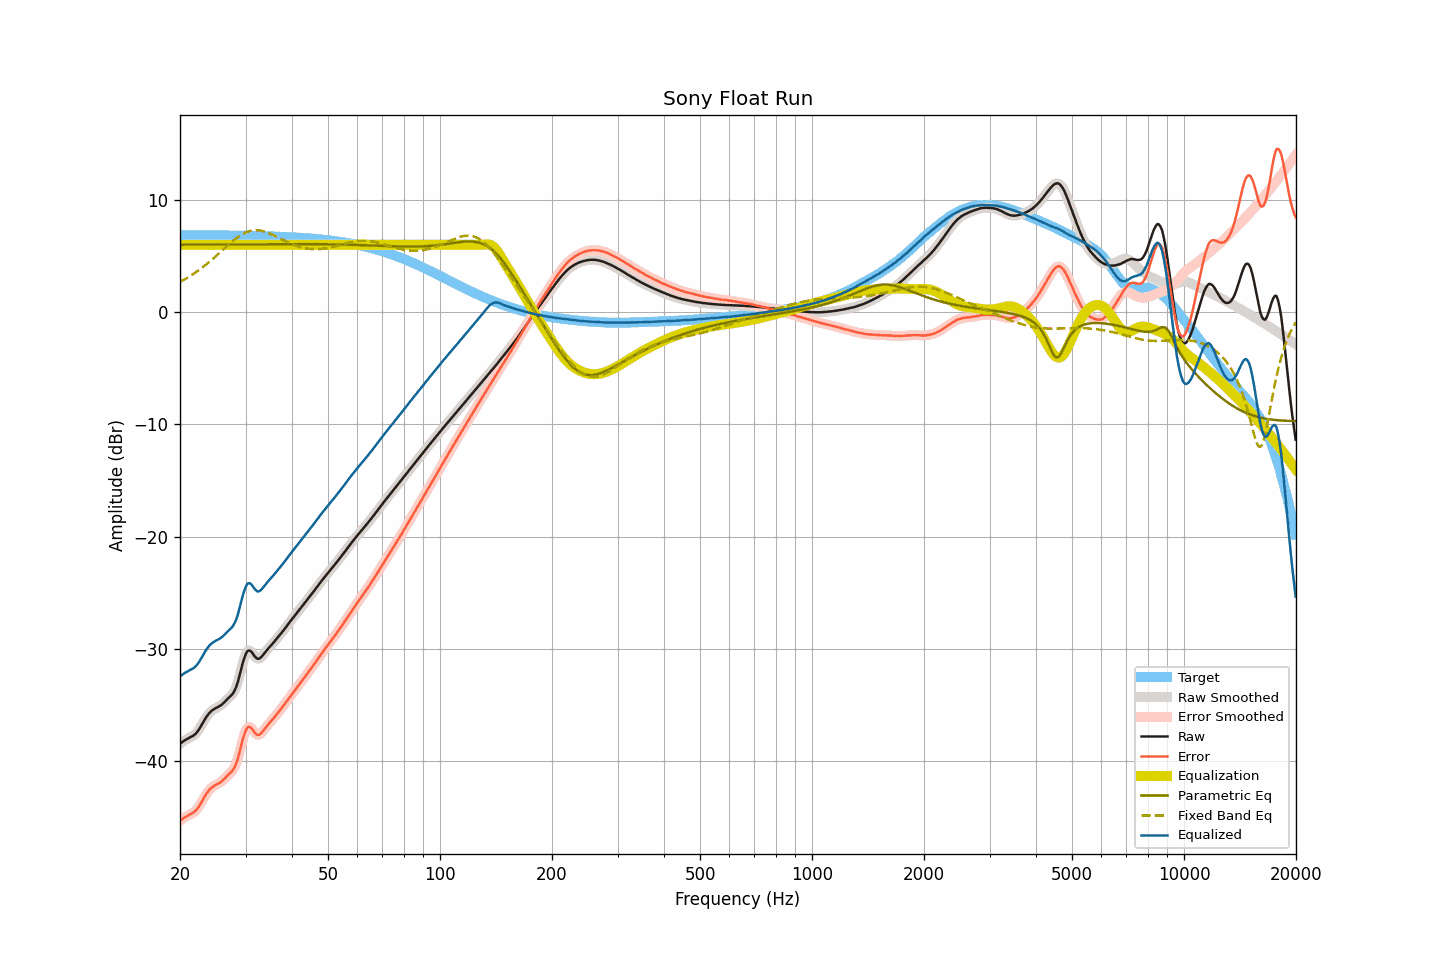 Sony Float Run
Amplitude (dBr)
10
0
−10
−20
−30
−40
20
50
100
200
500
1000
2000
5000
10000
20000
Frequency (Hz)
Target
Raw Smoothed
Error Smoothed
Raw
Error
Equalization
Parametric Eq
Fixed Band Eq
Equalized